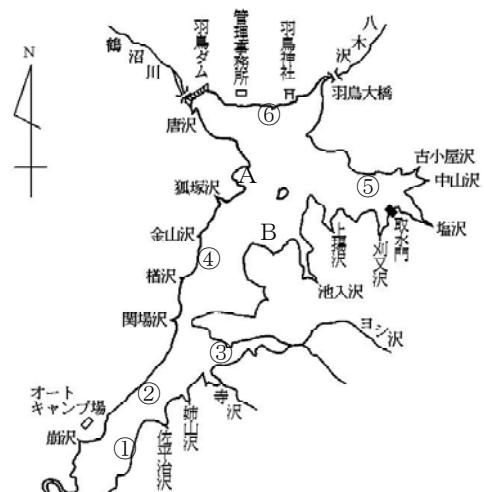 N
鶴沼川
羽鳥ダム
管理事務所
羽鳥神社
八木沢
羽鳥大橋
⑥
唐沢
A
狐塚沢
古小屋沢
中山沢
⑤
塩沢
取水門
刈又沢
上塩沢
B
金山沢
④
楢沢
池入沢
関場沢
ヨシ沢
③
オート
キャンプ場
②
寺沢
姉山沢
佐平治沢
崩沢
①